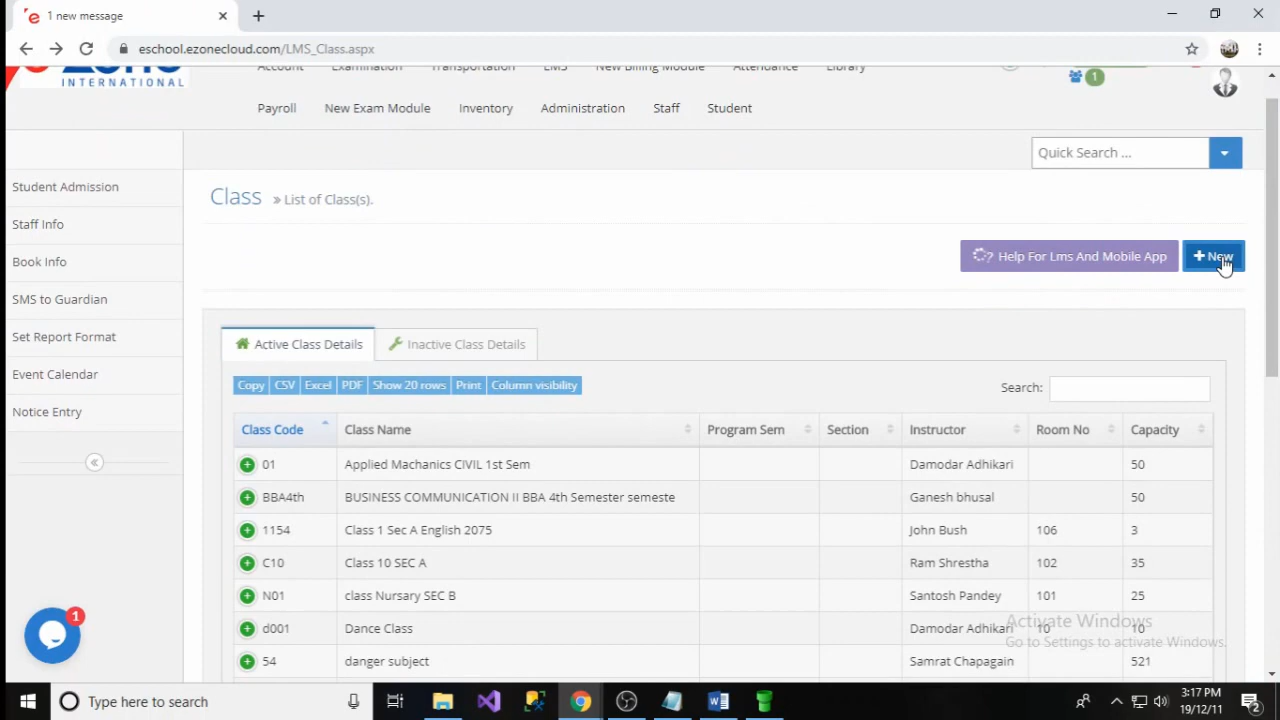 1 new message
eschool.ezonecloud.com/LMS_Class.aspx
INTERNATIONAL
Account Examination Transportation LMS New Billing Module Attendance Library
1
Payroll New Exam Module Inventory Administration Staff Student
Quick Search ...
Student Admission
Staff Info
Book Info
SMS to Guardian
Set Report Format
Event Calendar
Notice Entry
Class » List of Class(s).
? Help For Lms And Mobile App + New
Active Class Details Inactive Class Details
Copy CSV Excel PDF Show 20 rows Print Column visibility Search:
Class Code Class Name Program Sem Section Instructor Room No Capacity
01 Applied Machanics CIVIL 1st Sem Damodar Adhikari 50
BBA4th BUSINESS COMMUNICATION II BBA 4th Semester semeste Ganesh bhusal 50
1154 Class 1 Sec A English 2075 John Bush 106 3
C10 Class 10 SEC A Ram Shrestha 102 35
N01 class Nursary SEC B Santosh Pandey 101 25
d001 Dance Class Damodar Adhikari 10 10
54 danger subject Samrat Chapagain 521
Activate Windows
Go to Settings to activate Windows.
1
Type here to search
3:17 PM
19/12/11
2